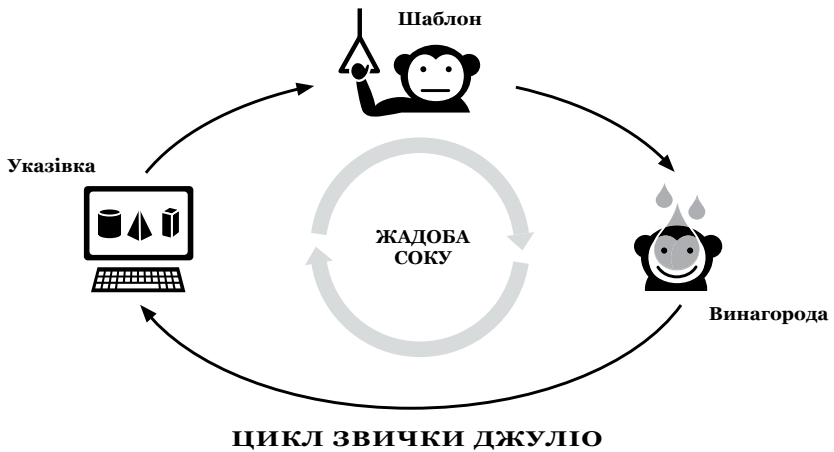 Шаблон
Указівка
ЖАДОБА
СОКУ
Винагорода
ЦИКЛ ЗВИЧКИ ДЖУЛІО